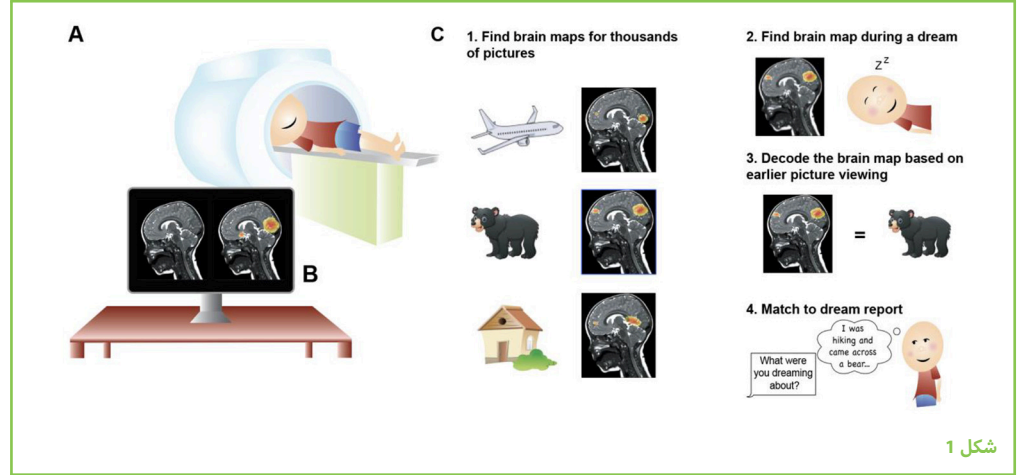 A
B
C
1. Find brain maps for thousands
of pictures
2. Find brain map during a dream
z z
3. Decode the brain map based on
earlier picture viewing
=
4. Match to dream report
I was
hiking and
came across
a bear...
What were
you dreaming
about?
شكل 1